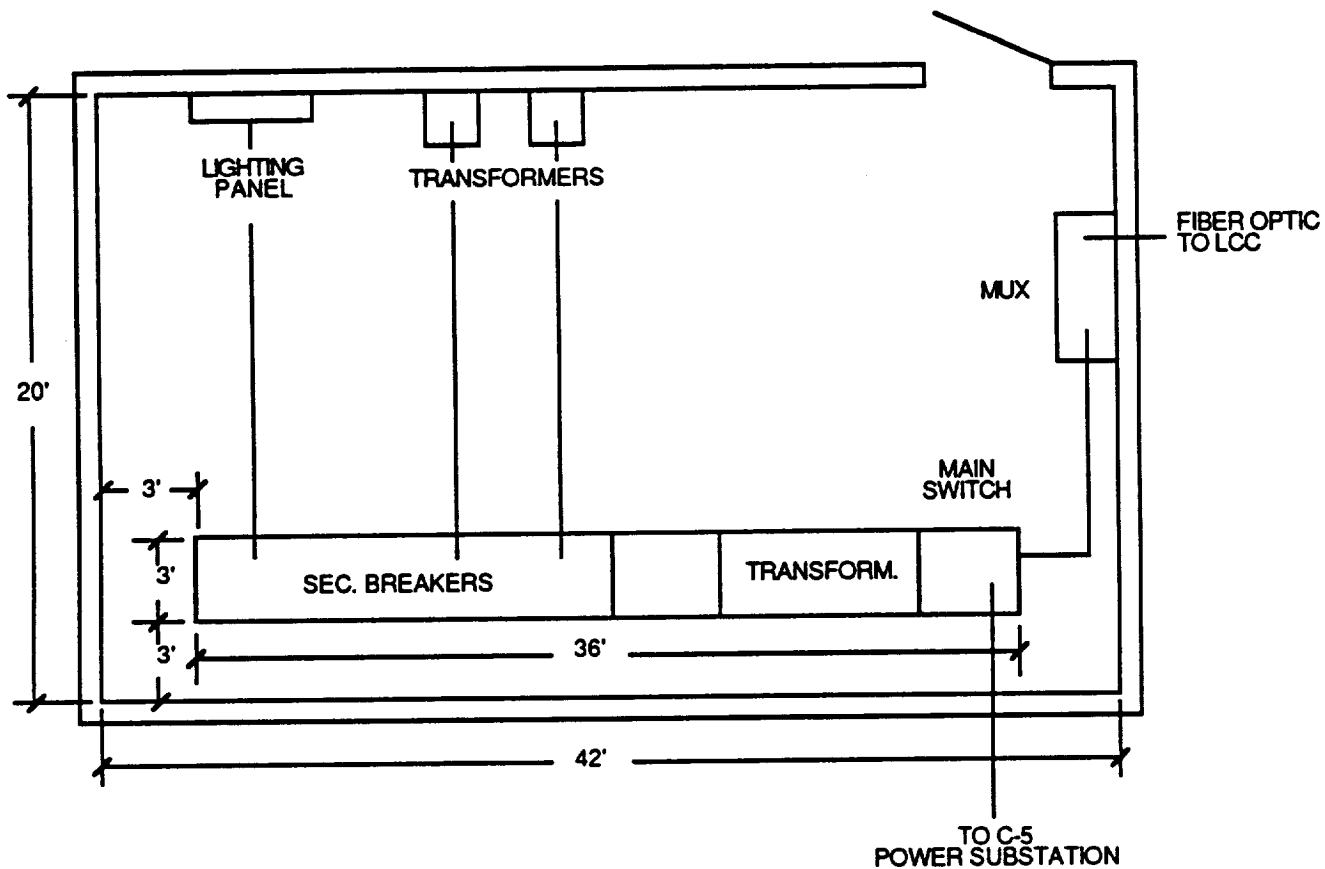 LIGHTING
PANEL
TRANSFORMERS
FIBER OPTIC
TO LCC
MUX
20'
MAIN
SWITCH
3'
3'
SEC. BREAKERS
TRANSFORM.
3'
36'
42'
TO C-5
POWER SUBSTATION